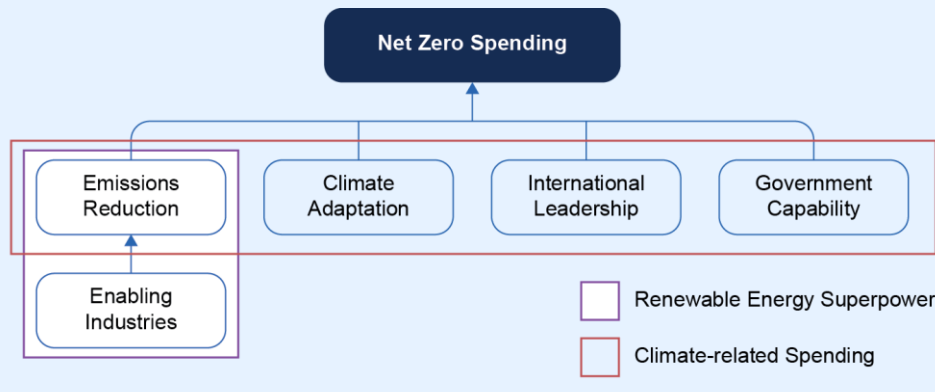 Net Zero Spending
Emissions
Reduction
Climate
Adaptation
International
Leadership
Government
Capability
Enabling
Industries
Renewable Energy Superpower
Climate-related Spending